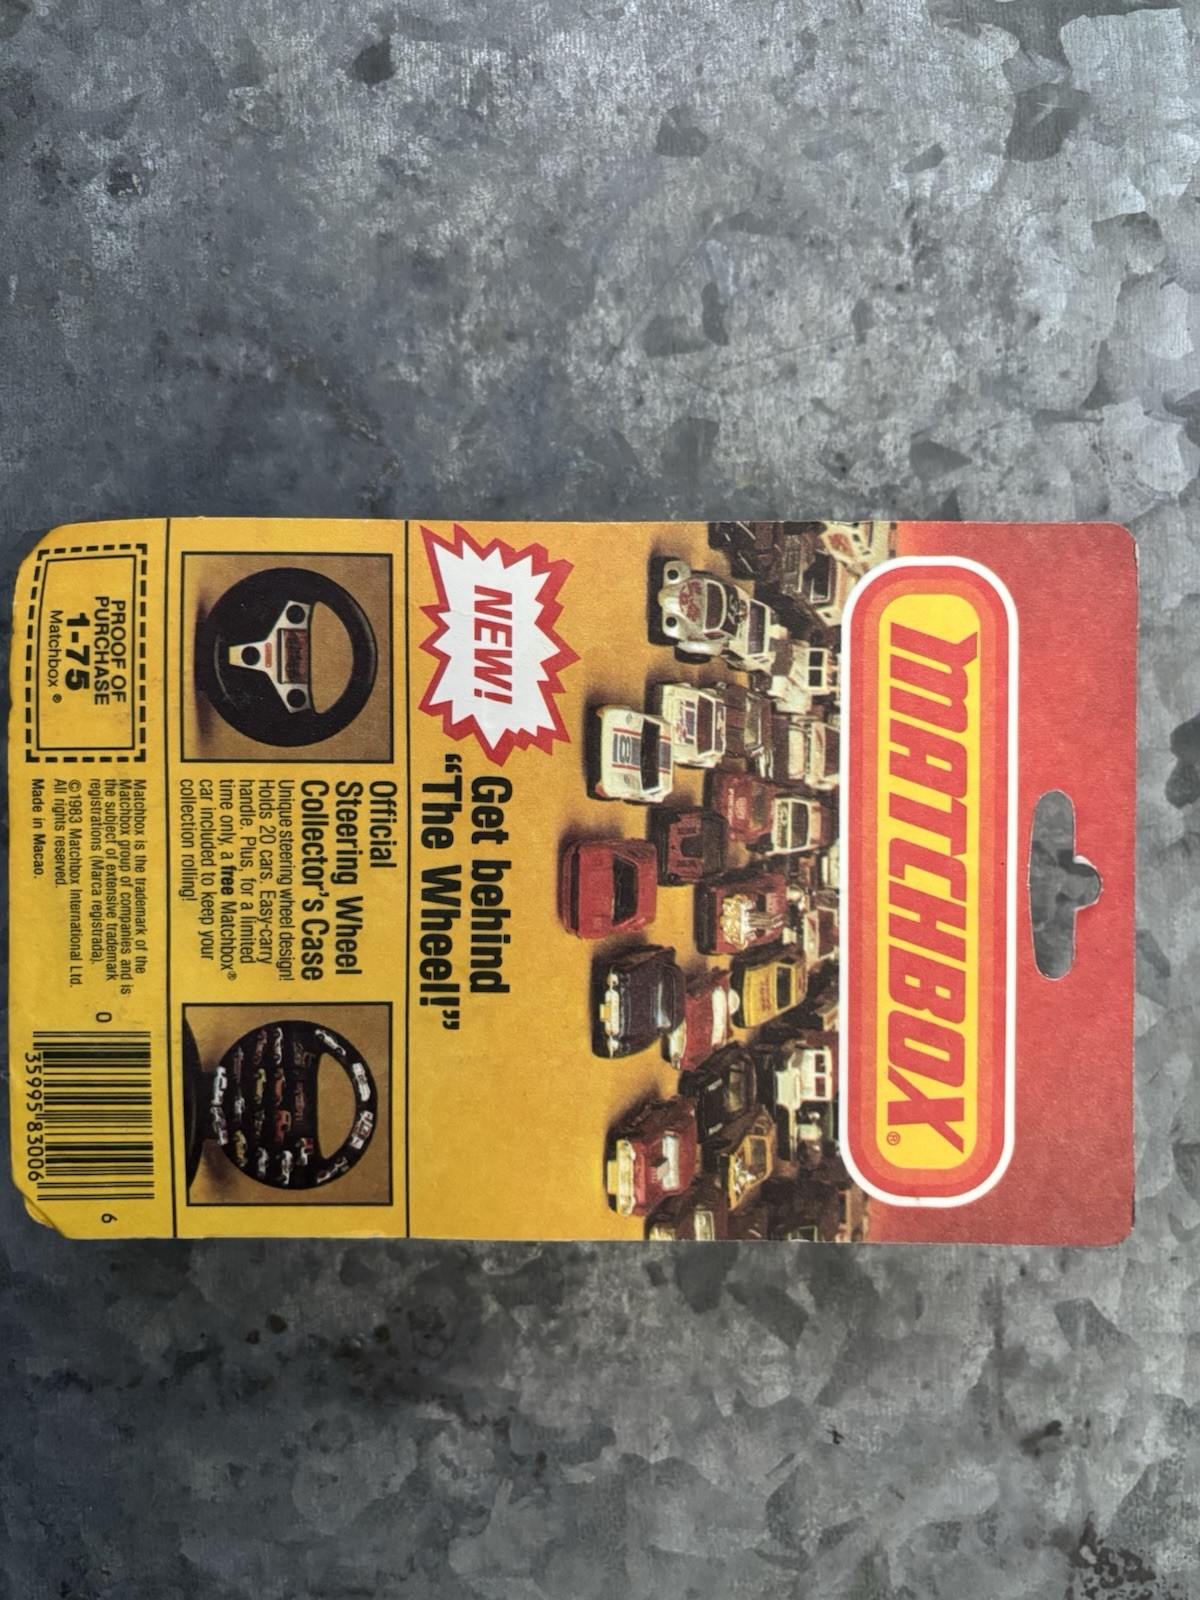 MATCHBOX®
NEW!
Get behind
“The Wheel!”
Official
Steering Wheel
Collector's Case
Unique steering wheel design!
Holds 20 cars. Easy-carry
handle. Plus, for a limited
time only, a free Matchbox®
car included to keep your
collection rolling!
PROOF OF
PURCHASE
1-75
Matchbox®
Matchbox is the trademark of the
Matchbox group of companies and is
the subject of extensive trademark
registrations (Marca registrada).
©1983 Matchbox International Ltd.
All rights reserved.
Made in Macao.
0 35995 83006 6